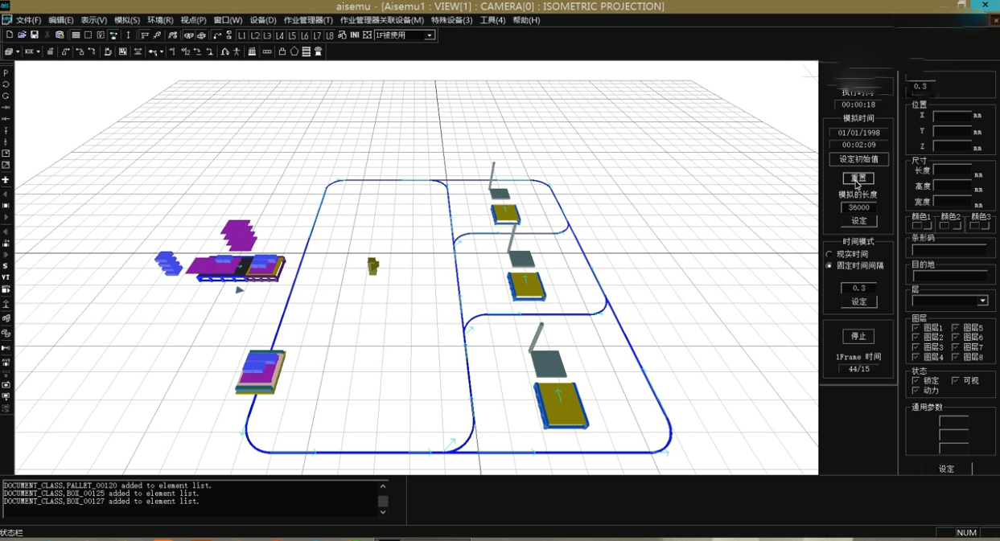 aisemu - [Aisemu1 : VIEW[1] : CAMERA[0] : ISOMETRIC PROJECTION]
文件(F) 编辑(E) 表示(V) 模拟(S) 环境(R) 视点(P) 窗口(W) 设备(D) 作业管理器(T) 作业管理器关联设备(M) 特殊设备(3) 工具(4) 帮助(H)
L1 L2 L3 L4 L5 L6 L7 L8 INI 1F被使用
P
S
YT
执行时间
00:00:18
模拟时间
01/01/1998
00:02:09
设定初始值
重置
模拟的长度
36000
设定
时间模式
现实时间
固定时间间隔
0.3
设定
停止
1Frame 时间
44/15
0.3
位置
X mm
Y mm
Z mm
尺寸
长度 mm
高度 mm
宽度 mm
颜色1 颜色2 颜色3
条形码
目的地
层
图层
图层1 图层5
图层2 图层6
图层3 图层7
图层4 图层8
状态
锁定 可视
动力
通用参数
设定
DOCUMENT_CLASS,PALLET_00120 added to element list.
DOCUMENT_CLASS,BOX_00125 added to element list.
DOCUMENT_CLASS,BOX_00127 added to element list.
状态栏
NUM